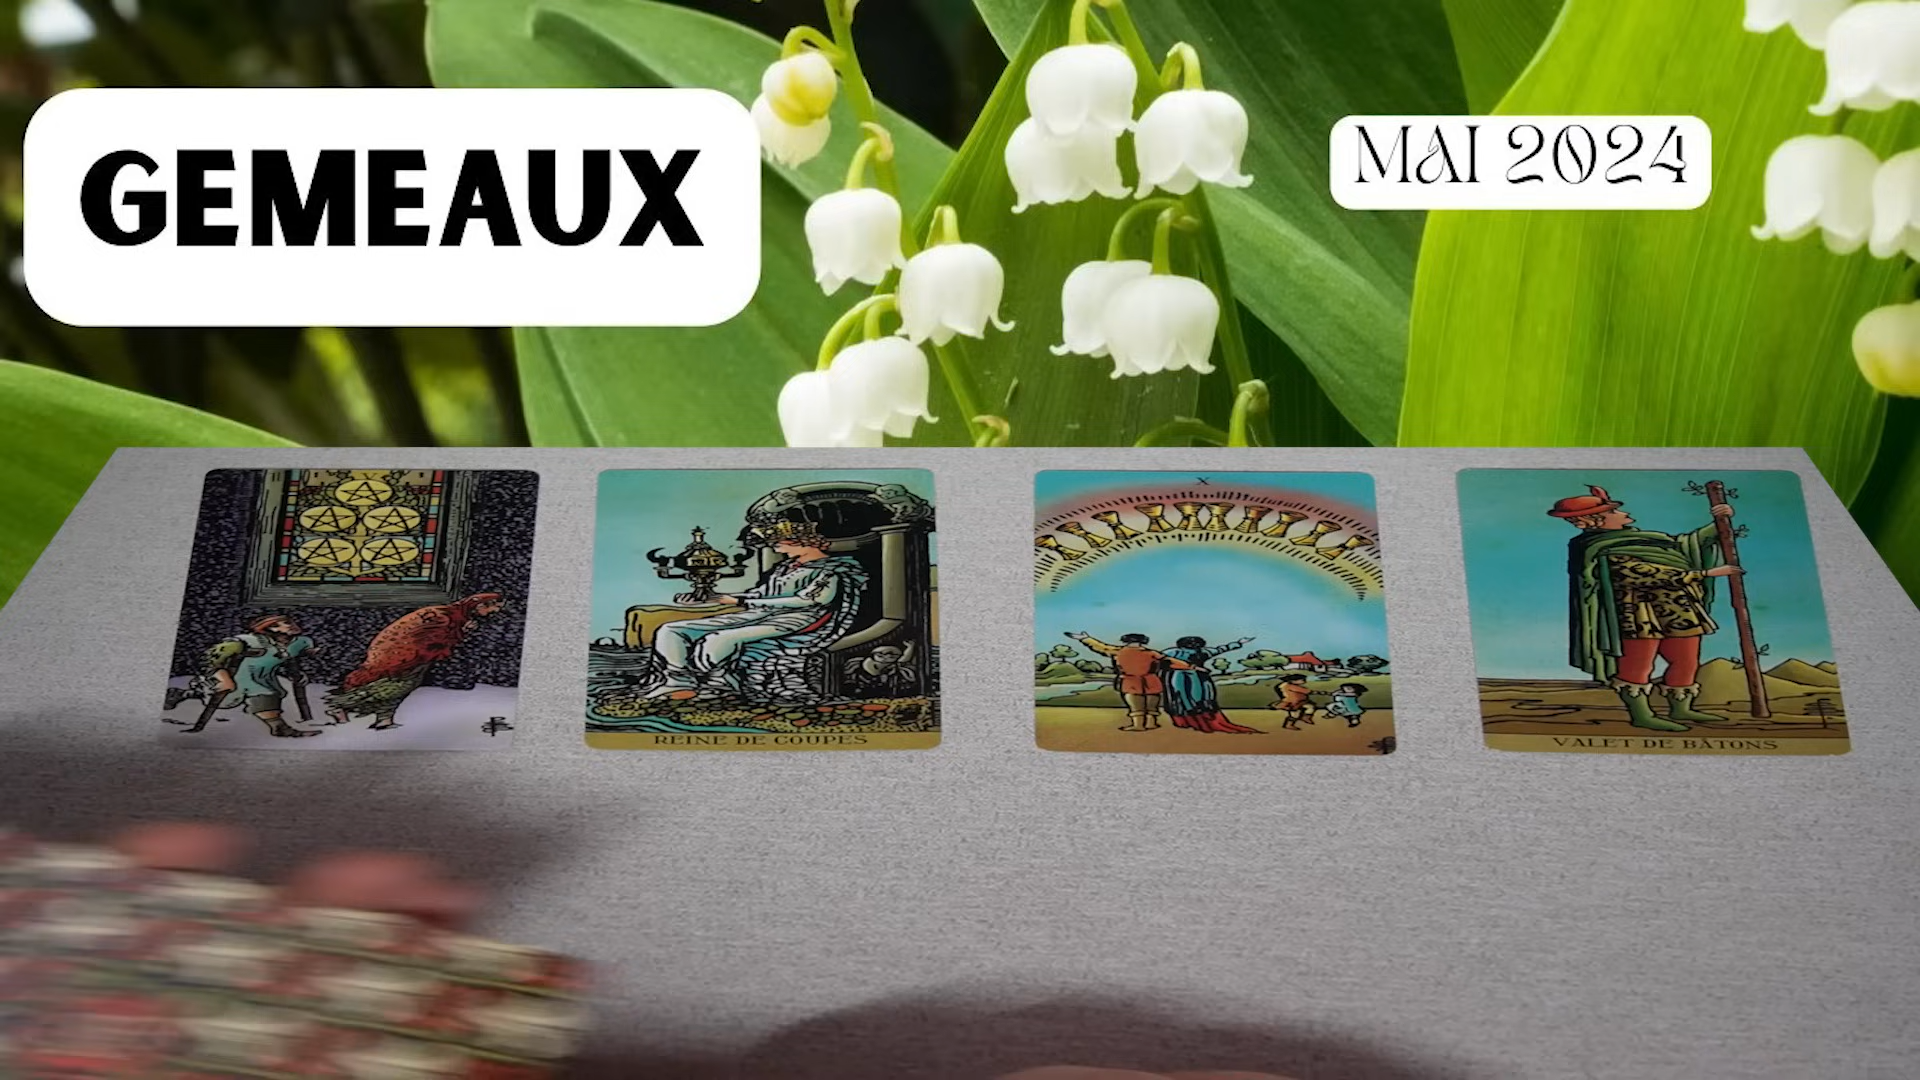 GEMEAUX
MAI 2024
X
REINE DE COUPES
VALET DE BÂTONS